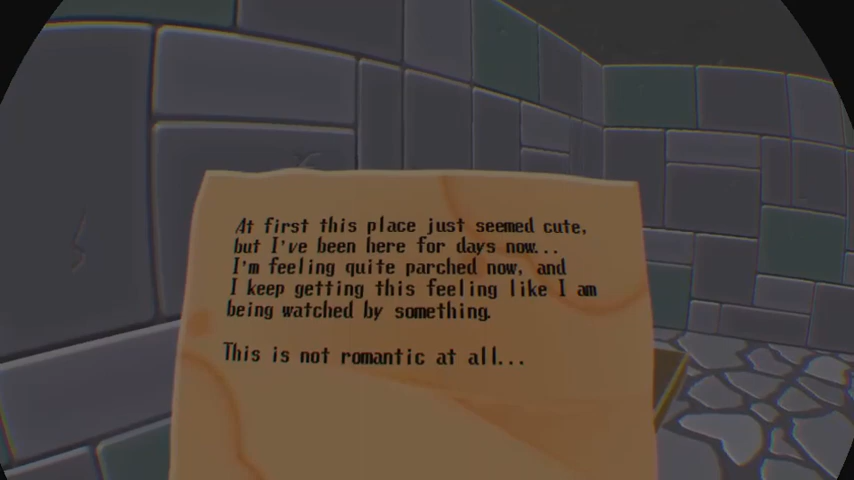 At first this place just seemed cute,
but I've been here for days now...
I'm feeling quite parched now, and
I keep getting this feeling like I am
being watched by something.
This is not romantic at all...